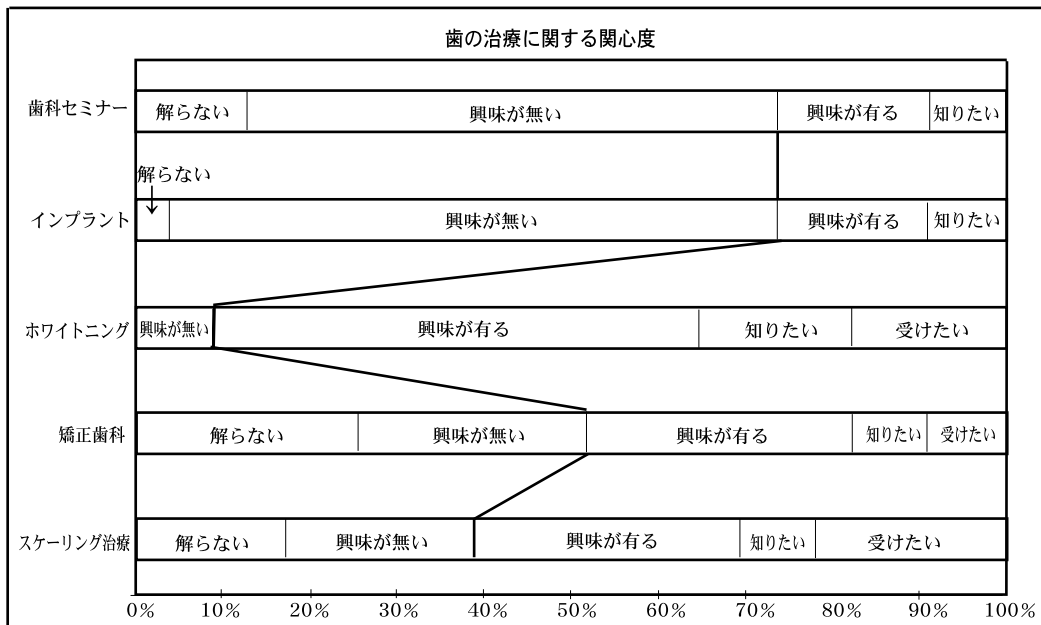 歯の治療に関する関心度
歯科セミナー 解らない 興味が無い 興味が有る 知りたい
解らない
インプラント 興味が無い 興味が有る 知りたい
ホワイトニング 興味が無い 興味が有る 知りたい 受けたい
矯正歯科 解らない 興味が無い 興味が有る 知りたい 受けたい
スケーリング治療 解らない 興味が無い 興味が有る 知りたい 受けたい
0% 10% 20% 30% 40% 50% 60% 70% 80% 90% 100%